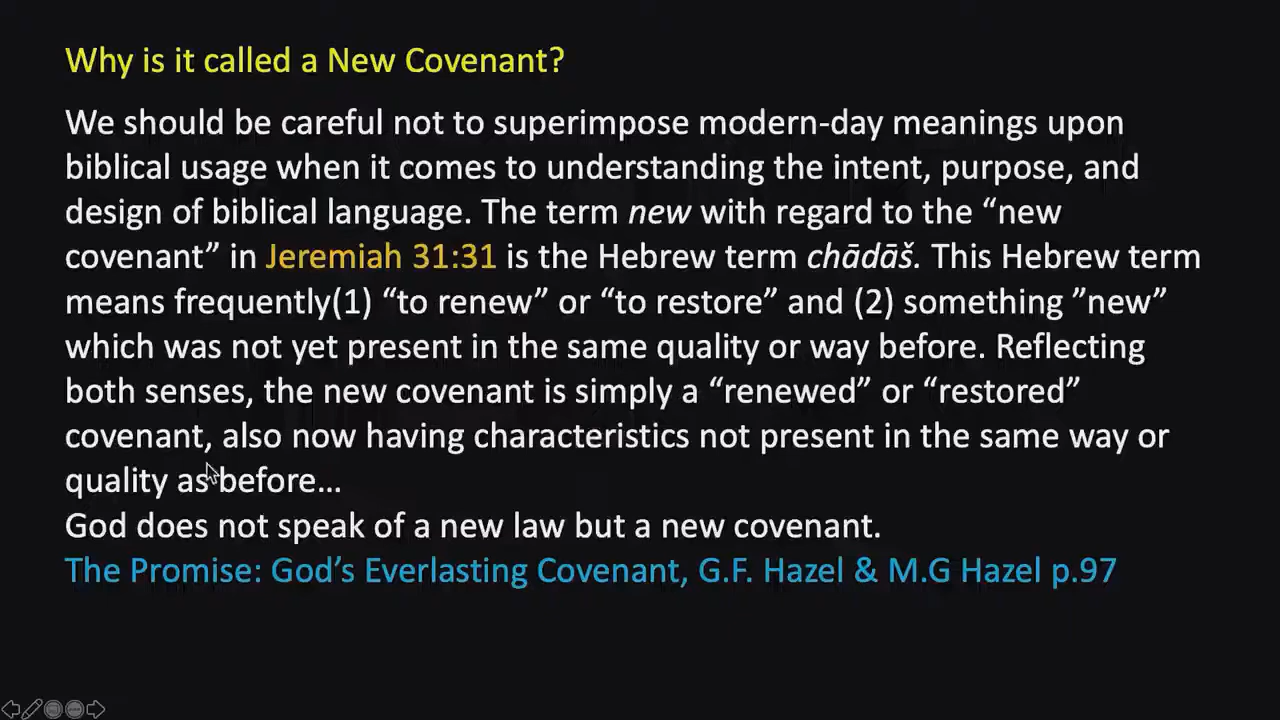 Why is it called a New Covenant?
We should be careful not to superimpose modern-day meanings upon
biblical usage when it comes to understanding the intent, purpose, and
design of biblical language. The term new with regard to the “new
covenant” in Jeremiah 31:31 is the Hebrew term chādāš. This Hebrew term
means frequently(1) “to renew” or “to restore” and (2) something ”new”
which was not yet present in the same quality or way before. Reflecting
both senses, the new covenant is simply a “renewed” or “restored”
covenant, also now having characteristics not present in the same way or
quality as before…
God does not speak of a new law but a new covenant.
The Promise: God’s Everlasting Covenant, G.F. Hazel & M.G Hazel p.97